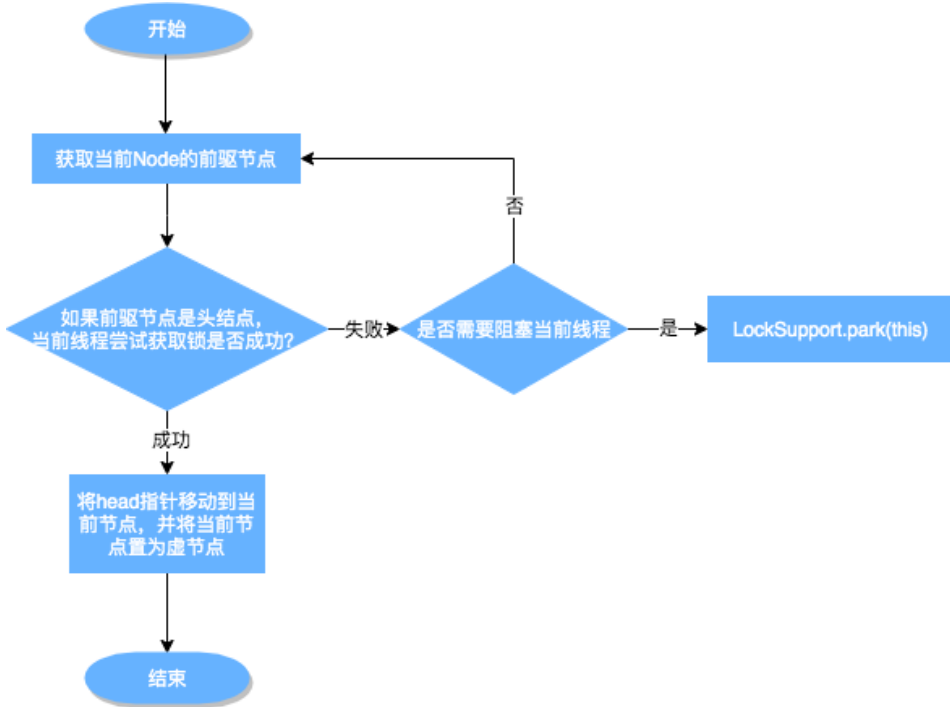 开始
获取当前Node的前驱节点
否
如果前驱节点是头结点，
当前线程尝试获取锁是否成功？
失败
是否需要阻塞当前线程
是
LockSupport.park(this)
成功
将head指针移动到当
前节点，并将当前节
点置为虚节点
结束